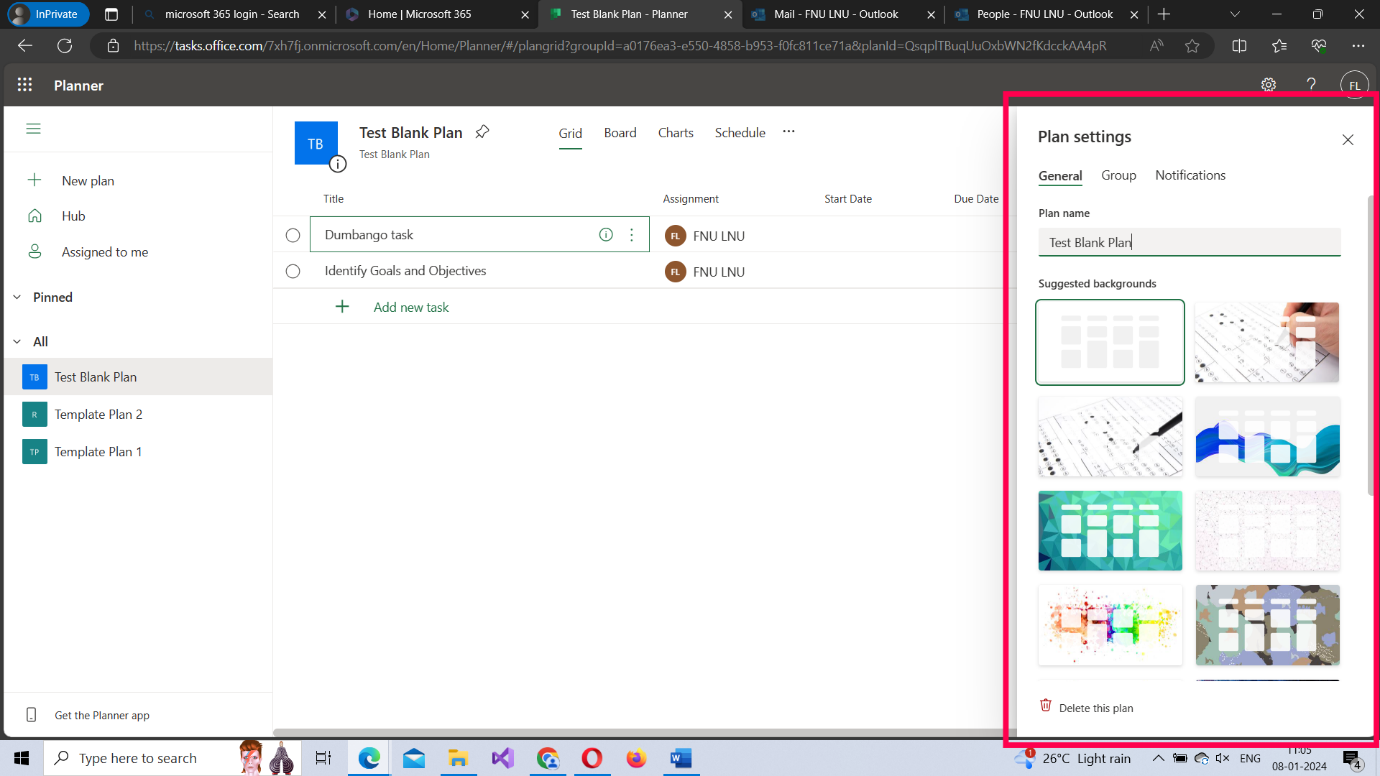 InPrivate
microsoft 365 login - Search
Home | Microsoft 365
Test Blank Plan - Planner
Mail - FNU LNU - Outlook
People - FNU LNU - Outlook
https://tasks.office.com/7xh7fj.onmicrosoft.com/en/Home/Planner/#/plangrid?groupId=a0176ea3-e550-4858-b953-f0fc811ce71a&planId=QsqplTBuqUuOxbWN2fKdcckAA4pR
Planner
?
FL
New plan
Hub
Assigned to me
Pinned
All
TB Test Blank Plan
R Template Plan 2
TP Template Plan 1
Get the Planner app
TB
Test Blank Plan
Test Blank Plan
Grid Board Charts Schedule ...
Title Assignment Start Date Due Date
Dumbango task FL FNU LNU
Identify Goals and Objectives FL FNU LNU
Add new task
Plan settings
General Group Notifications
Plan name
Test Blank Plan
Suggested backgrounds
Delete this plan
Type here to search
1
26°C Light rain
ENG
11:05
08-01-2024
4